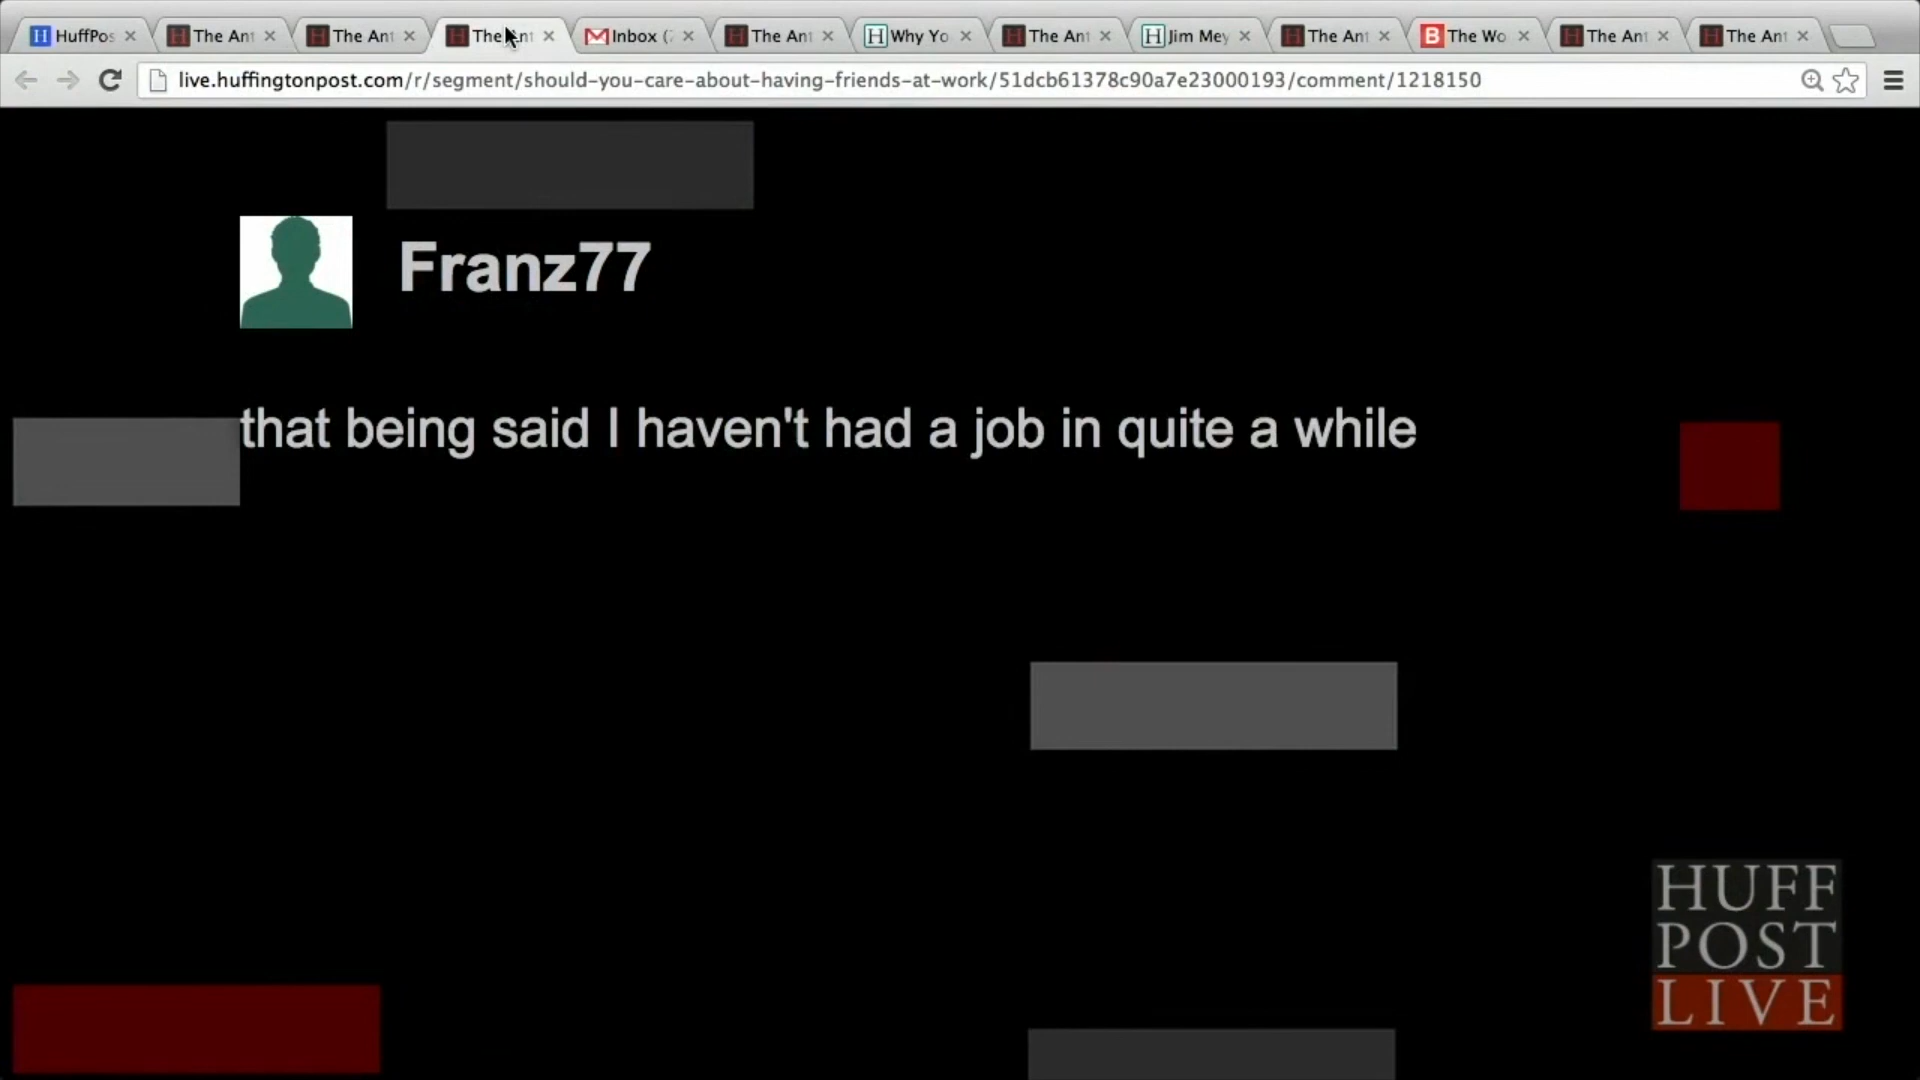 HuffPos
The Ant
The Ant
The Ant
Inbox (
The Ant
Why Yo
The Ant
Jim Mey
The Ant
The Wo
The Ant
The Ant
live.huffingtonpost.com/r/segment/should-you-care-about-having-friends-at-work/51dcb61378c90a7e23000193/comment/1218150
Franz77
that being said I haven't had a job in quite a while
HUFF
POST
LIVE